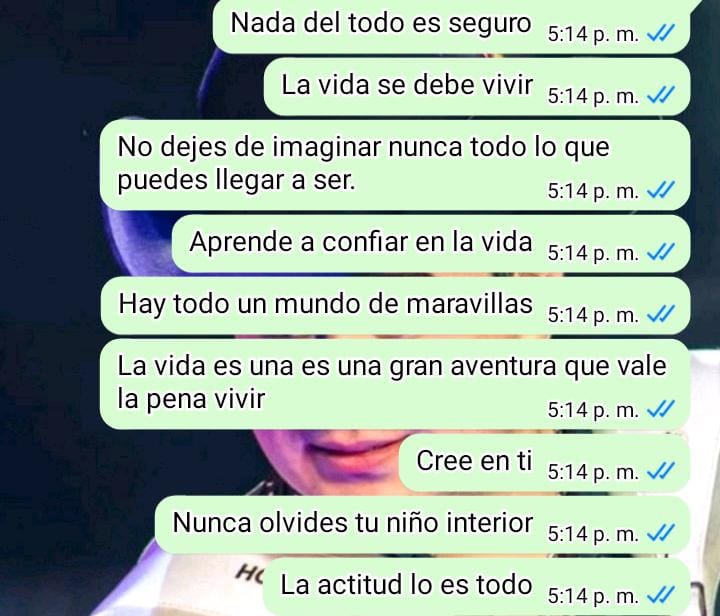 Nada del todo es seguro 5:14 p. m.
La vida se debe vivir 5:14 p. m.
No dejes de imaginar nunca todo lo que
puedes llegar a ser. 5:14 p. m.
Aprende a confiar en la vida 5:14 p. m.
Hay todo un mundo de maravillas 5:14 p. m.
La vida es una es una gran aventura que vale
la pena vivir 5:14 p. m.
Cree en ti 5:14 p. m.
Nunca olvides tu niño interior 5:14 p. m.
La actitud lo es todo 5:14 p. m.